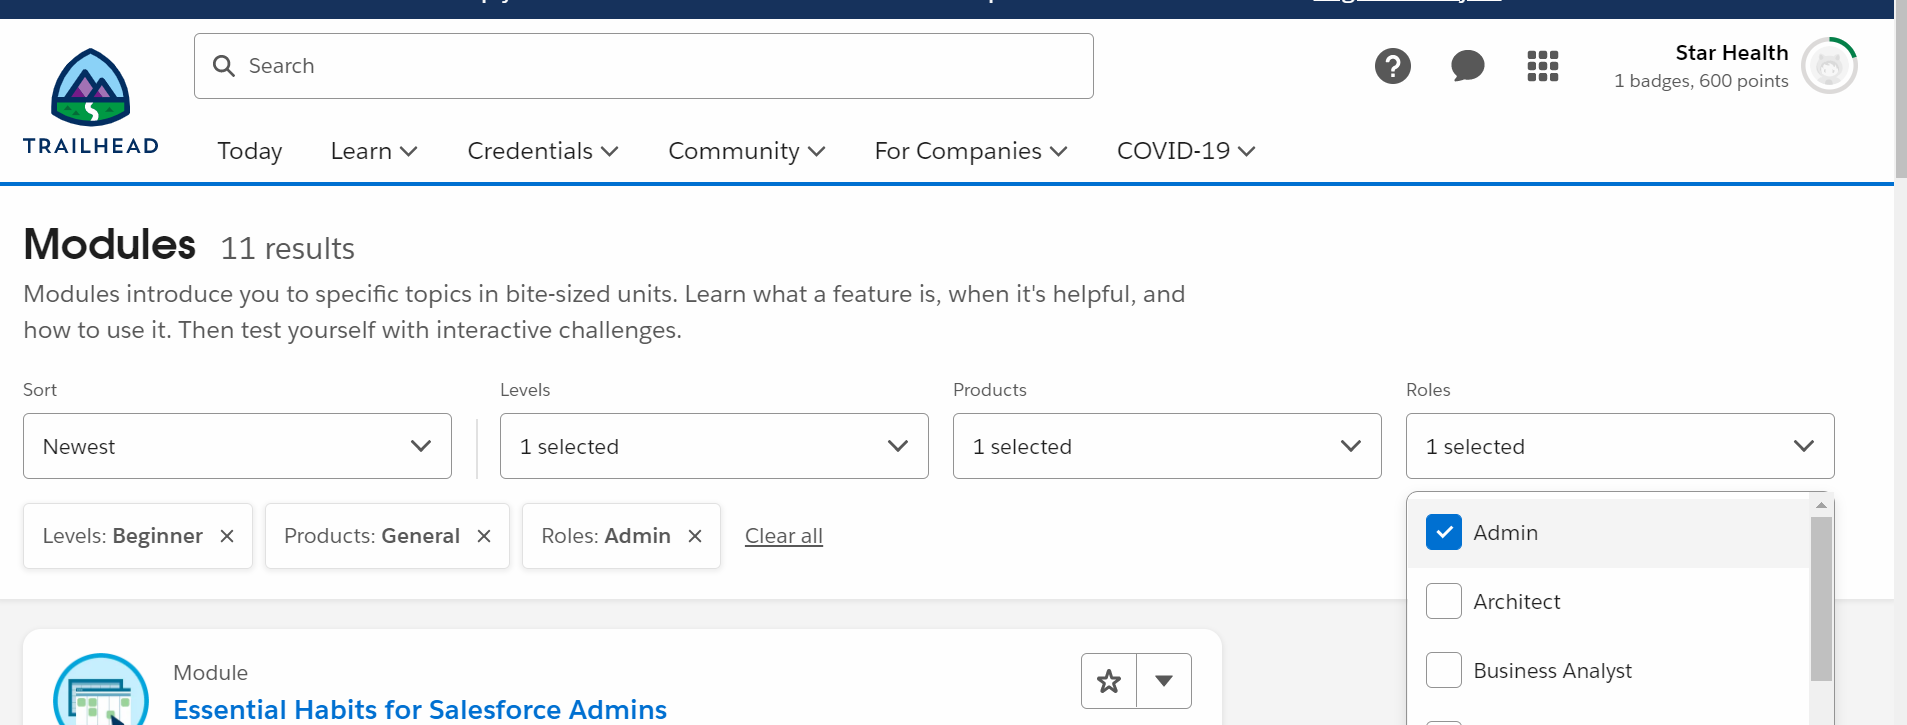 Search
Star Health
1 badges, 600 points
TRAILHEAD
Today Learn Credentials Community For Companies COVID-19
Modules 11 results
Modules introduce you to specific topics in bite-sized units. Learn what a feature is, when it's helpful, and
how to use it. Then test yourself with interactive challenges.
Sort Levels Products Roles
Newest 1 selected 1 selected 1 selected
Levels: Beginner × Products: General × Roles: Admin × Clear all
Admin
Architect
Business Analyst
Module
Essential Habits for Salesforce Admins